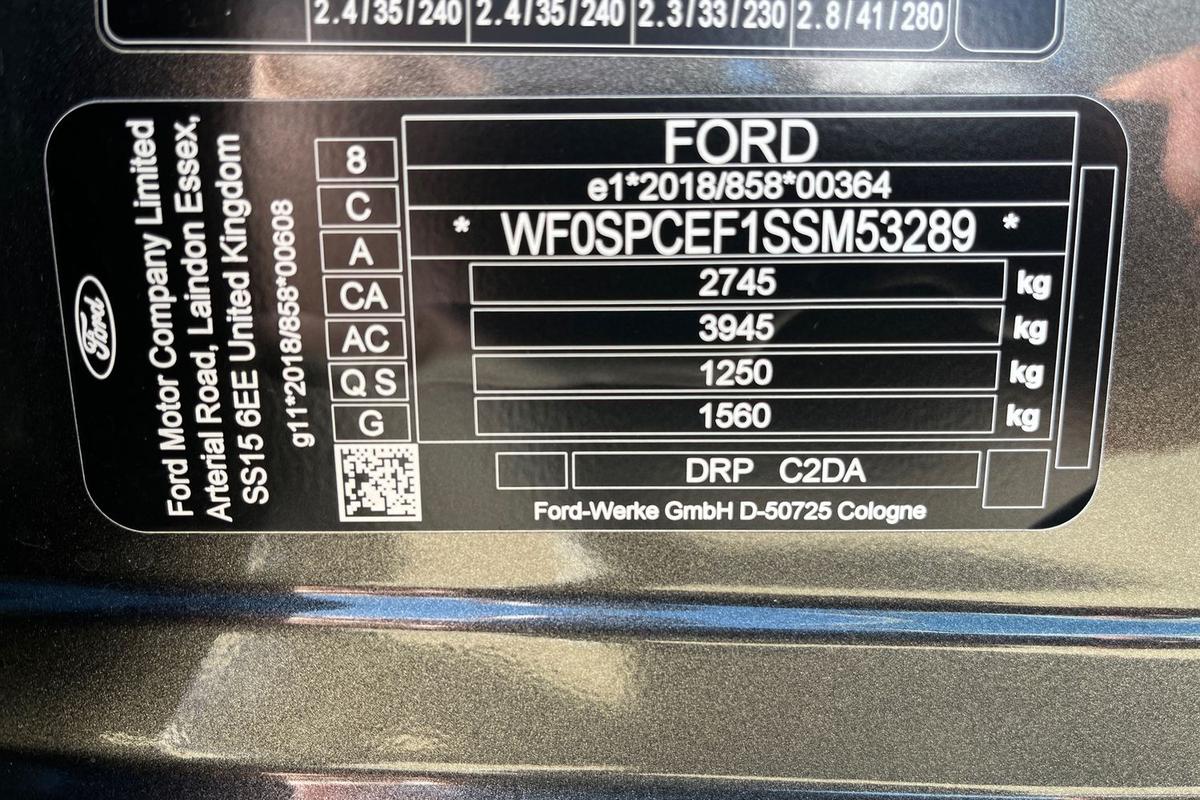 2.4/35/240 2.4/35/240 2.3/33/230 2.8/41/280
Ford
Ford Motor Company Limited
Arterial Road, Laindon Essex,
SS15 6EE United Kingdom
g11*2018/858*00608
8
C
A
CA
AC
Q S
G
FORD
e1*2018/858*00364
* WF0SPCEF1SSM53289 *
2745 kg
3945 kg
1250 kg
1560 kg
DRP C2DA
Ford-Werke GmbH D-50725 Cologne